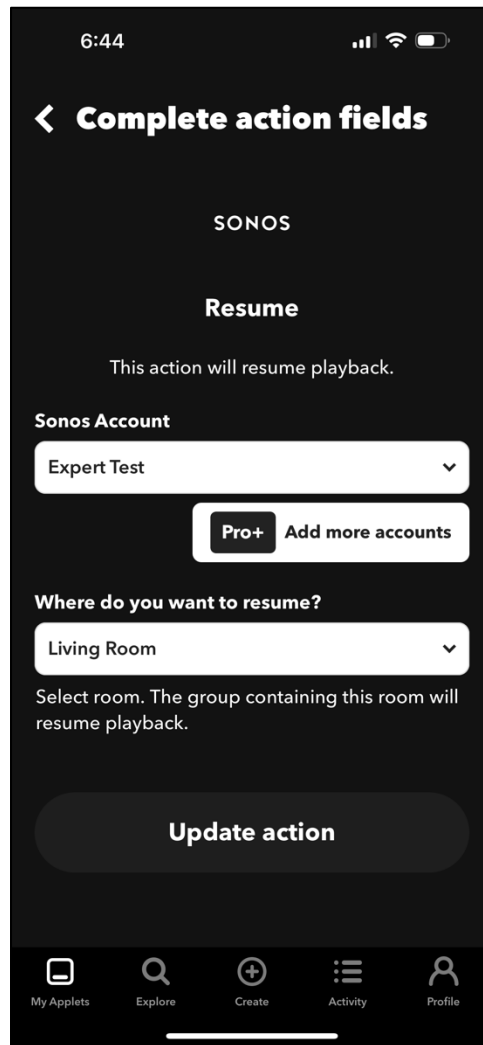 6:44
Complete action fields
SONOS
Resume
This action will resume playback.
Sonos Account
Expert Test
Pro+ Add more accounts
Where do you want to resume?
Living Room
Select room. The group containing this room will
resume playback.
Update action
My Applets Explore Create Activity Profile